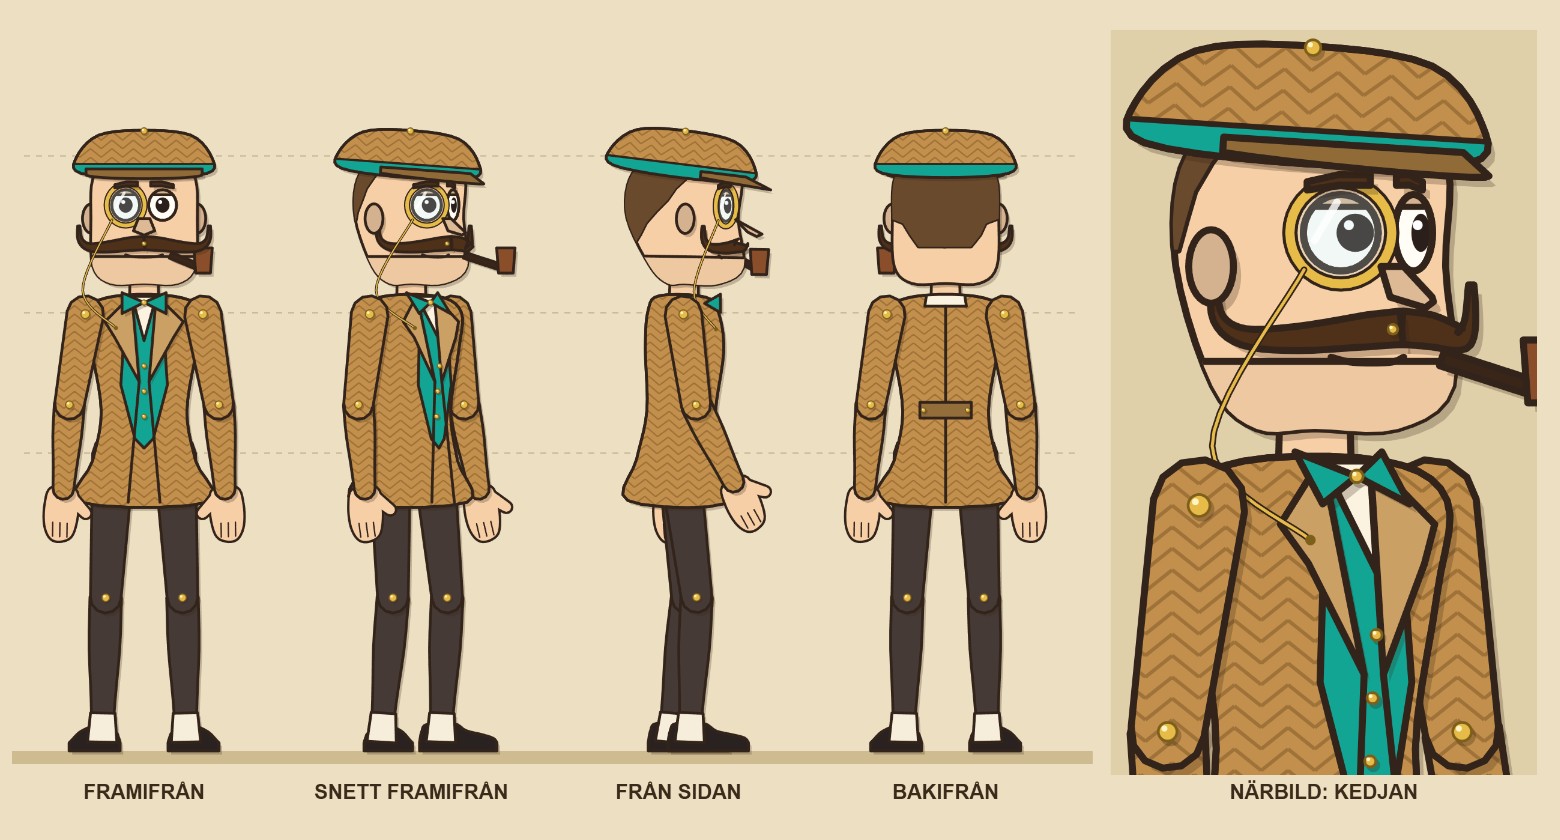 FRAMIFRÅN
SNETT FRAMIFRÅN
FRÅN SIDAN
BAKIFRÅN
NÄRBILD: KEDJAN